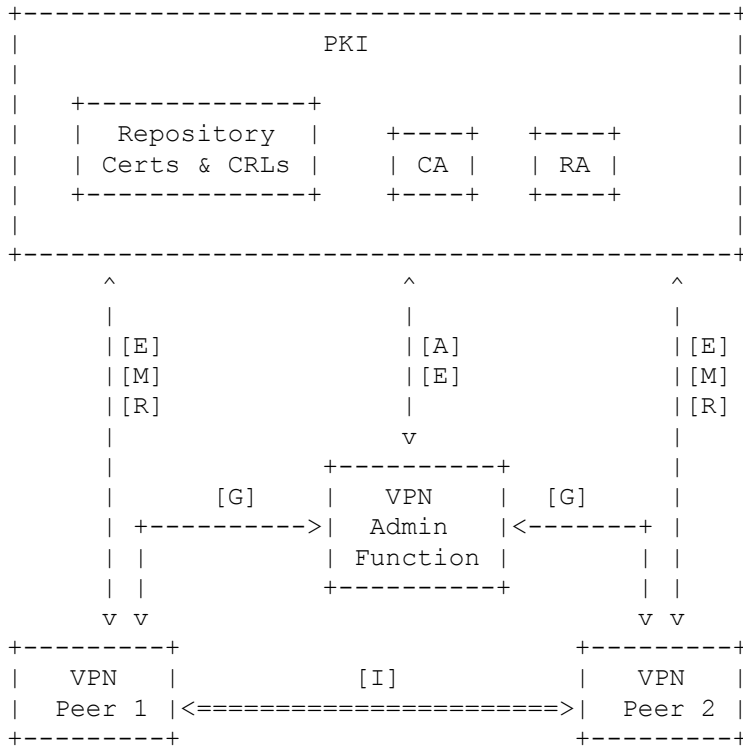 PKI
Repository
Certs & CRLs
CA
RA
[E] [A] [E]
[M] [E] [M]
[R] [R]
[G] VPN [G]
Admin
Function
VPN [I] VPN
Peer 1 Peer 2